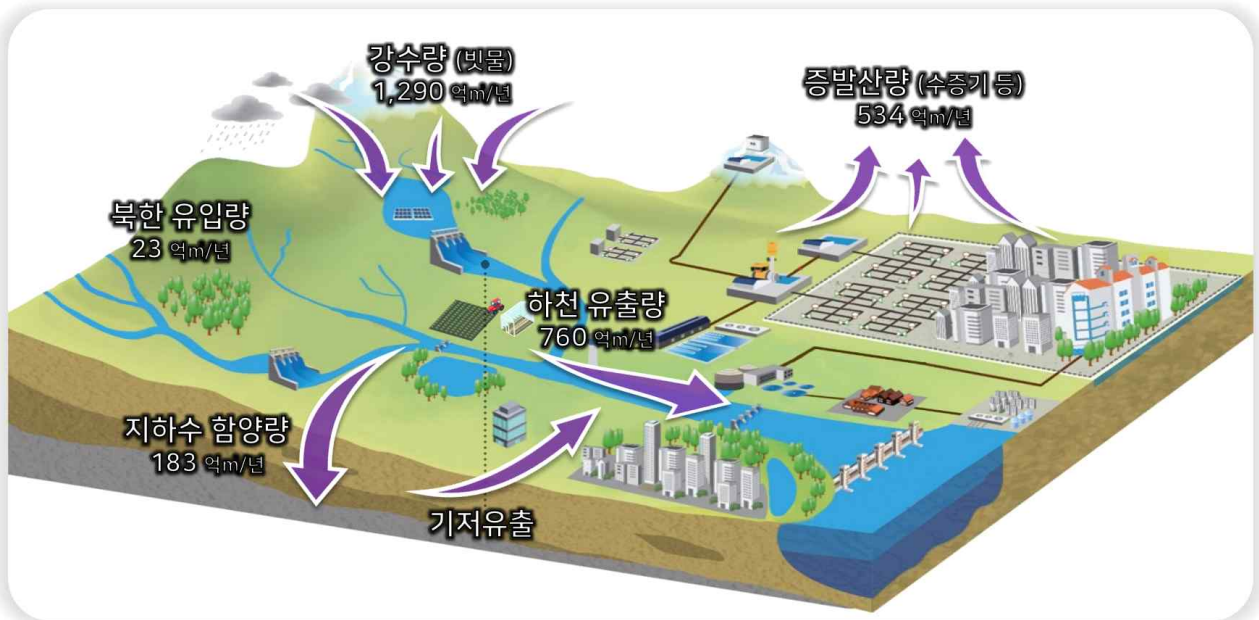 강수량 (빗물)
1,290 억㎥/년
증발산량 (수증기 등)
534 억㎥/년
북한 유입량
23 억㎥/년
하천 유출량
760 억㎥/년
지하수 함양량
183 억㎥/년
기저유출